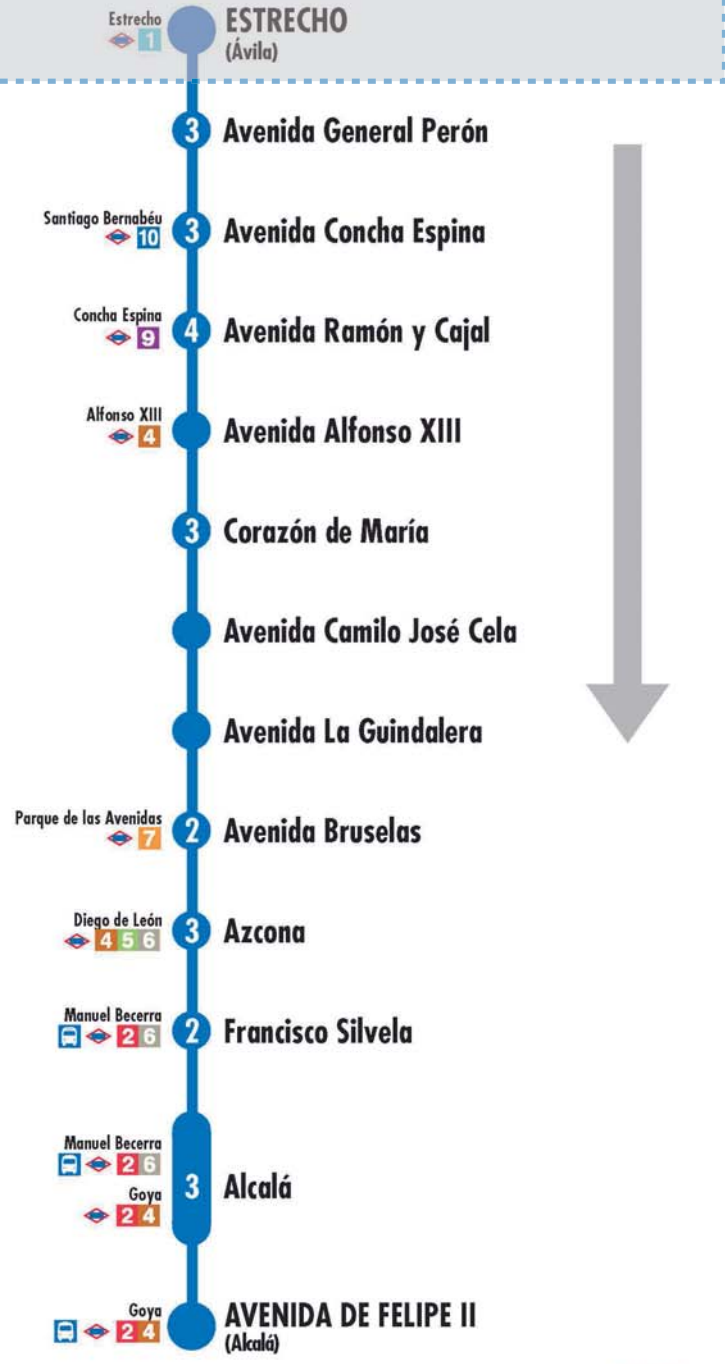 Estrecho
1
ESTRECHO
(Ávila)
3 Avenida General Perón
Santiago Bernabéu
10
3 Avenida Concha Espina
Concha Espina
9
4 Avenida Ramón y Cajal
Alfonso XIII
4
Avenida Alfonso XIII
3 Corazón de María
Avenida Camilo José Cela
Avenida La Guindalera
Parque de las Avenidas
7
2 Avenida Bruselas
Diego de León
4 5 6
3 Azcona
Manuel Becerra
2 6
2 Francisco Silvela
Manuel Becerra
2 6
Goya
2 4
3 Alcalá
Goya
2 4
AVENIDA DE FELIPE II
(Alcalá)